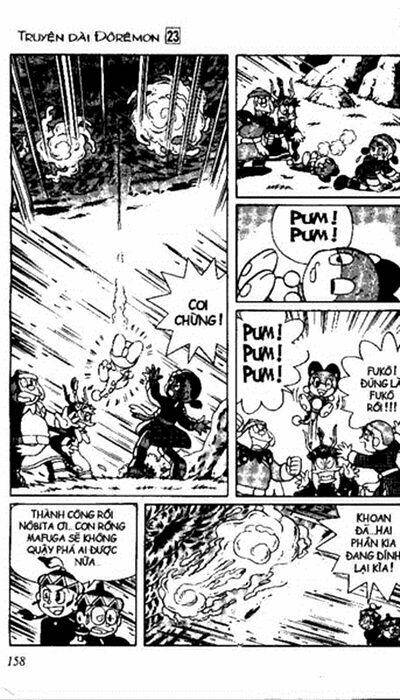 TRUYỆN DÀI ĐÔRÊMON 23
COI
CHỪNG!
PUM!
PUM!
PUM!
PUM!
PUM!
FUKÔ!
ĐÚNG LÀ
FUKÔ
RỒI!!!
THÀNH CÔNG RỒI
NÔBITA ƠI... CON RỒNG
MAFUGA SẼ KHÔNG
QUẬY PHÁ AI ĐƯỢC
NỮA...
KHOAN
ĐÃ...HAI
PHẦN KIA
ĐANG DÍNH
LẠI KÌA!
158